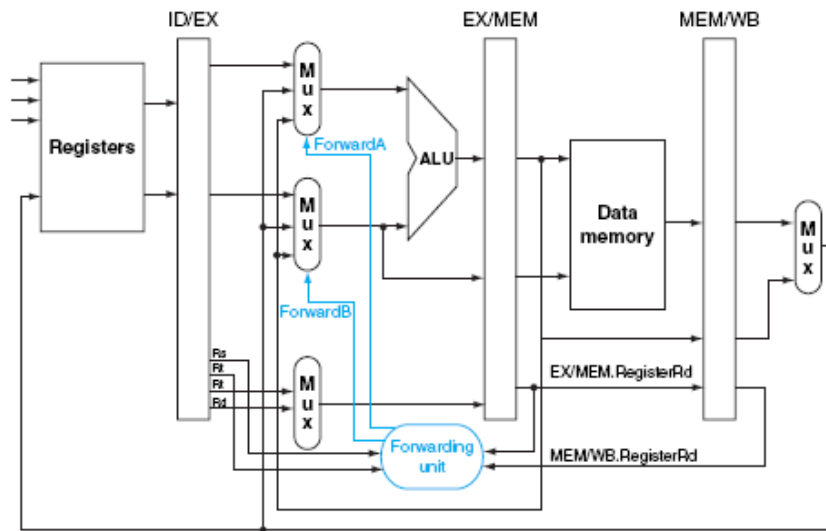 ID/EX
EX/MEM
MEM/WB
M
u
x
Registers
ForwardA
ALU
M
u
x
Data
memory
M
u
x
ForwardB
Rs
Rt
Rt
Rd
M
u
x
EX/MEM.RegisterRd
Forwarding
unit
MEM/WB.RegisterRd